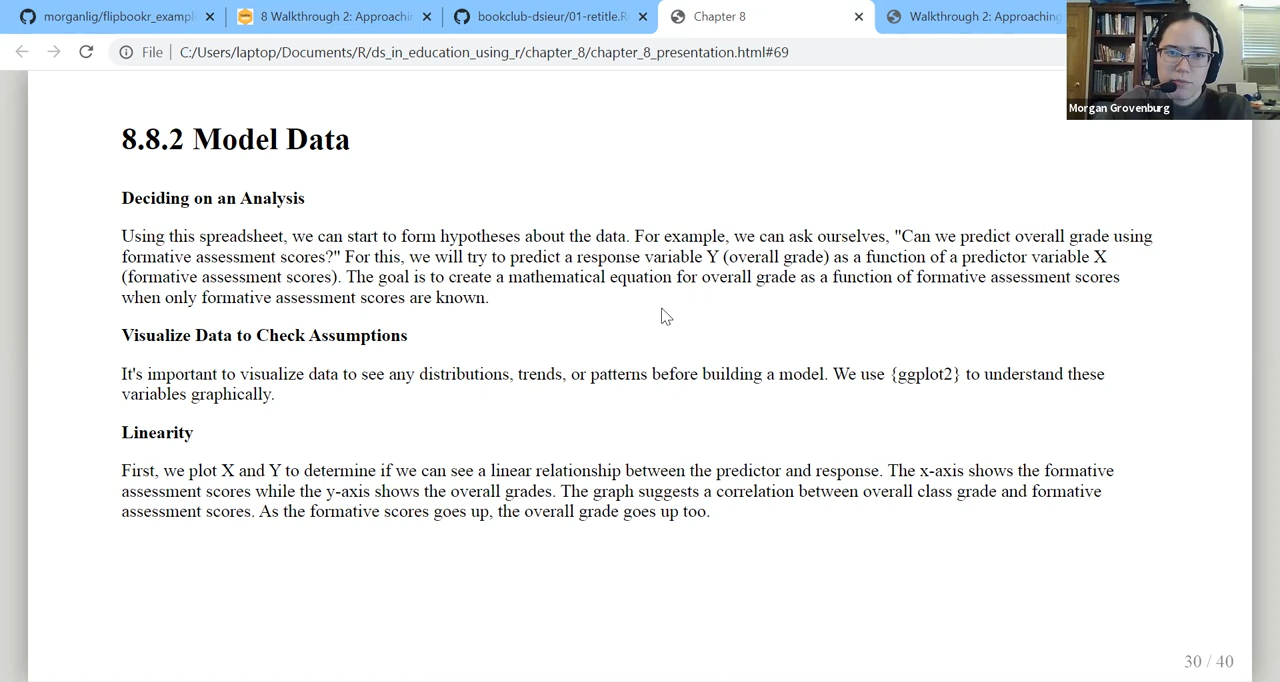 morganlig/flipbookr_exampl
8 Walkthrough 2: Approachin
bookclub-dsieur/01-retitle.R
Chapter 8
Walkthrough 2: Approaching
File
C:/Users/laptop/Documents/R/ds_in_education_using_r/chapter_8/chapter_8_presentation.html#69
Morgan Grovenburg
8.8.2 Model Data
Deciding on an Analysis
Using this spreadsheet, we can start to form hypotheses about the data. For example, we can ask ourselves, "Can we predict overall grade using
formative assessment scores?" For this, we will try to predict a response variable Y (overall grade) as a function of a predictor variable X
(formative assessment scores). The goal is to create a mathematical equation for overall grade as a function of formative assessment scores
when only formative assessment scores are known.
Visualize Data to Check Assumptions
It's important to visualize data to see any distributions, trends, or patterns before building a model. We use {ggplot2} to understand these
variables graphically.
Linearity
First, we plot X and Y to determine if we can see a linear relationship between the predictor and response. The x-axis shows the formative
assessment scores while the y-axis shows the overall grades. The graph suggests a correlation between overall class grade and formative
assessment scores. As the formative scores goes up, the overall grade goes up too.
30 / 40